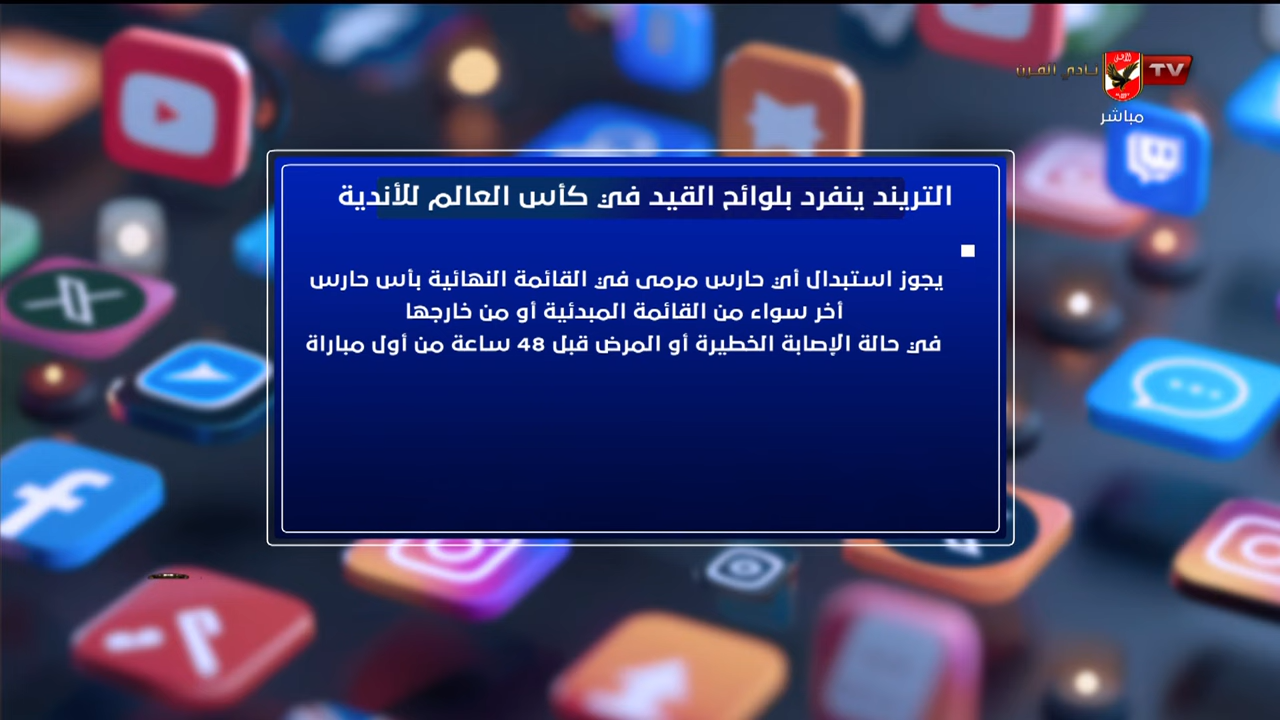 نادي القرن
TV
مباشر
التريند ينفرد بلوائح القيد في كأس العالم للأندية
يجوز استبدال أي حارس مرمى في القائمة النهائية بأس حارس
أخر سواء من القائمة المبدئية أو من خارجها
في حالة الإصابة الخطيرة أو المرض قبل 48 ساعة من أول مباراة